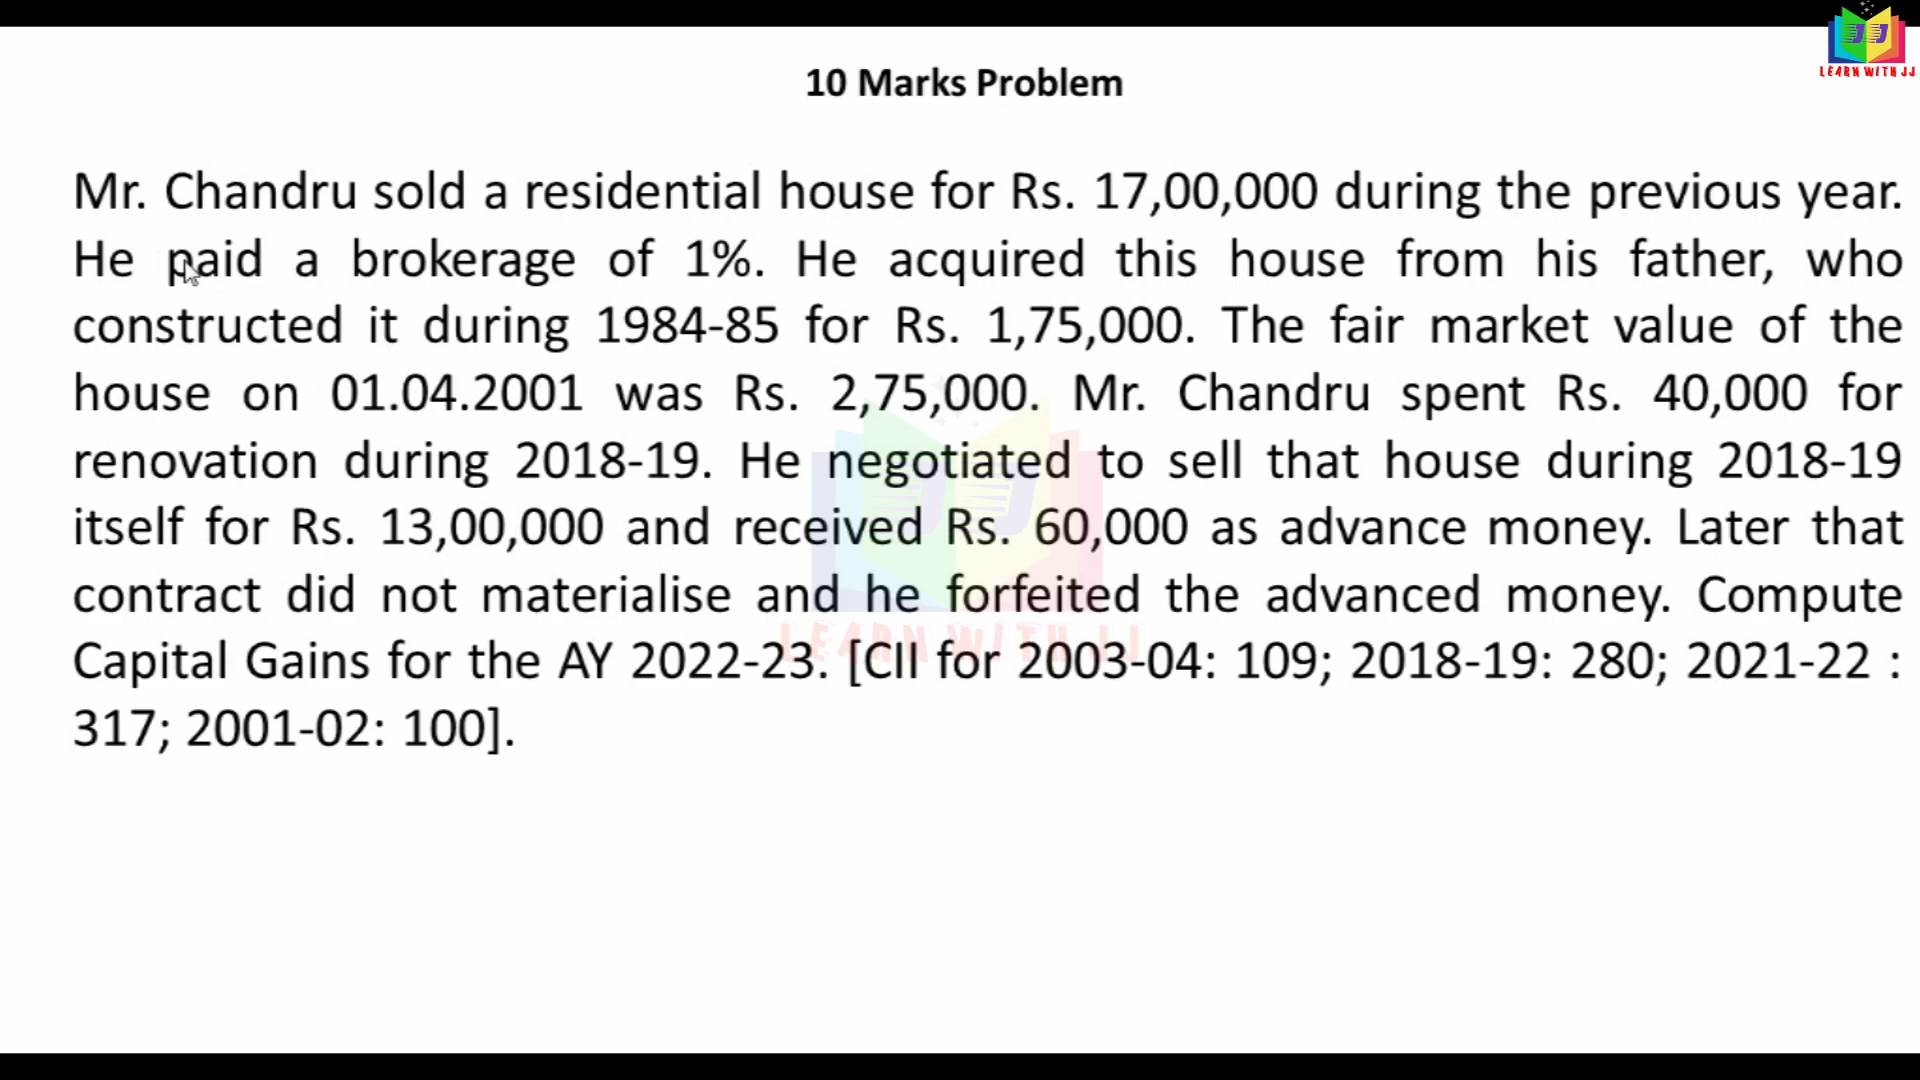 LEARN WITH JJ
10 Marks Problem
Mr. Chandru sold a residential house for Rs. 17,00,000 during the previous year.
He paid a brokerage of 1%. He acquired this house from his father, who
constructed it during 1984-85 for Rs. 1,75,000. The fair market value of the
house on 01.04.2001 was Rs. 2,75,000. Mr. Chandru spent Rs. 40,000 for
renovation during 2018-19. He negotiated to sell that house during 2018-19
itself for Rs. 13,00,000 and received Rs. 60,000 as advance money. Later that
contract did not materialise and he forfeited the advanced money. Compute
Capital Gains for the AY 2022-23. [CII for 2003-04: 109; 2018-19: 280; 2021-22 :
317; 2001-02: 100].
LEARN WITH JJ